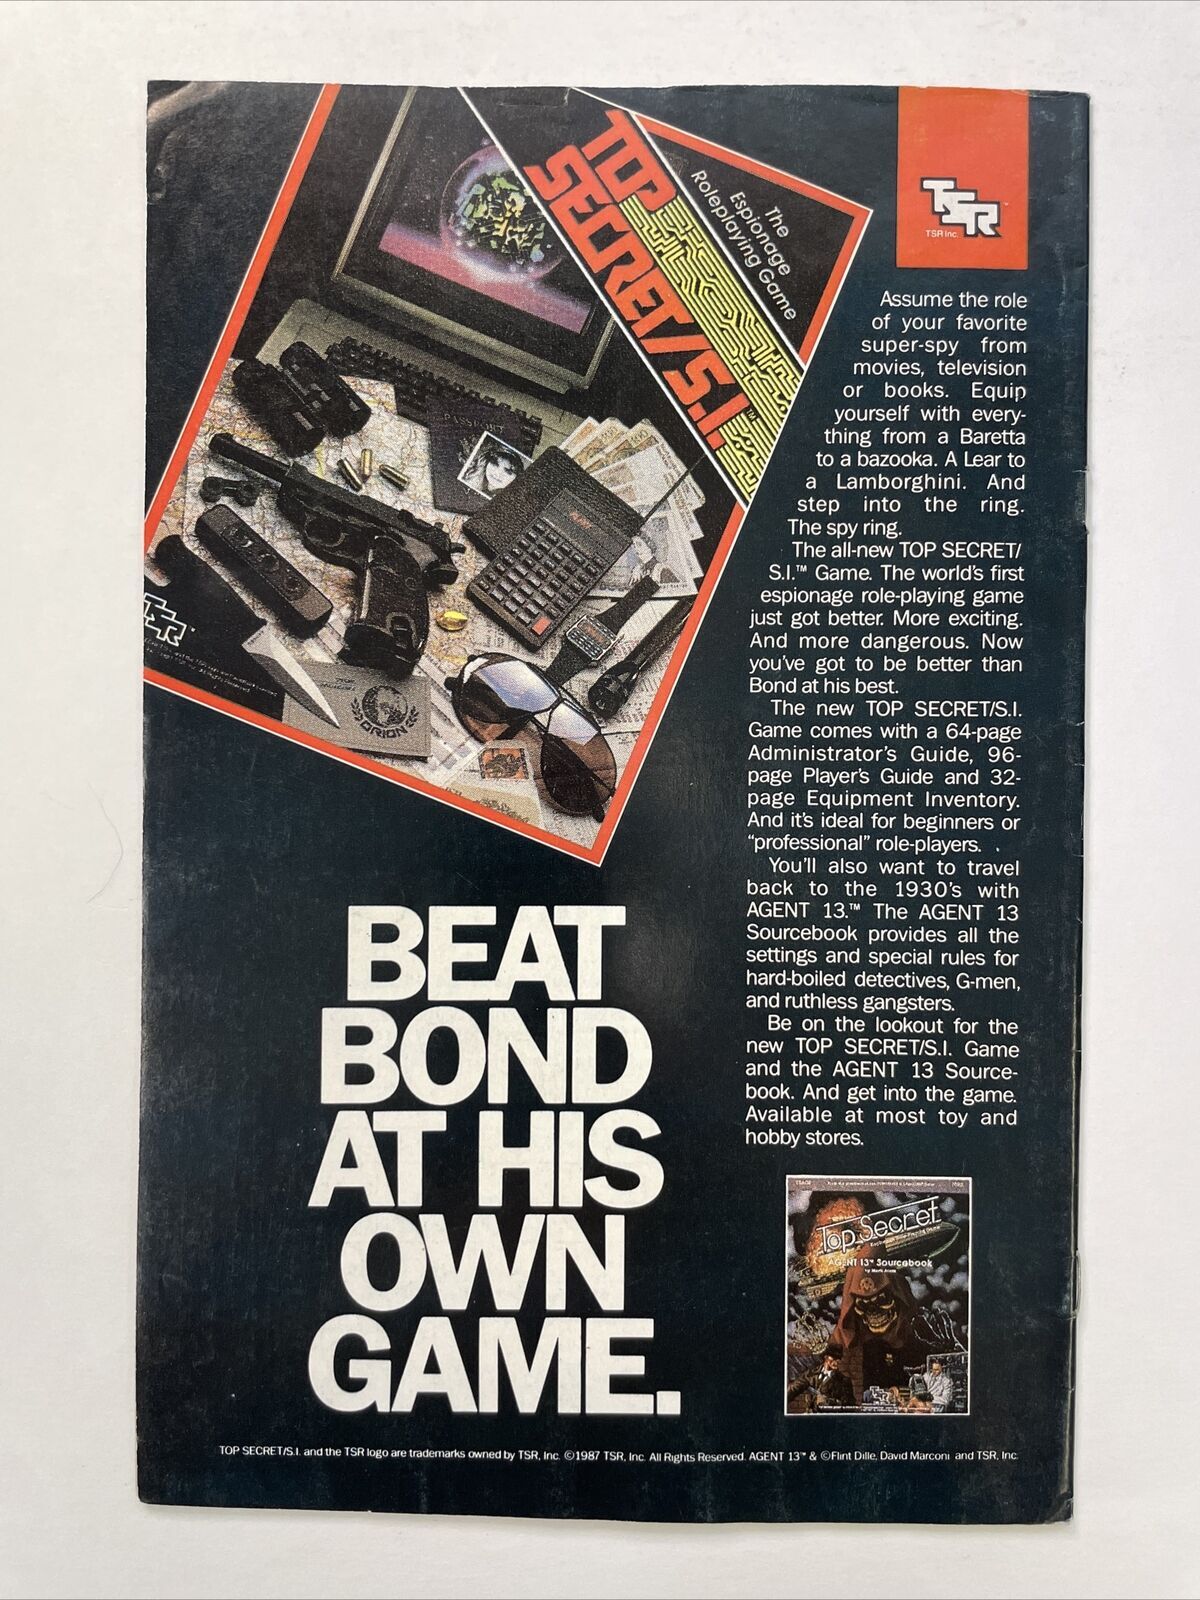 The
Espionage
Roleplaying Game
TOP
SECRET/S.I.™
PASSPORT
ORION
TSR
TSR™
TSR Inc.
Assume the role
of your favorite
super-spy from
movies, television
or books. Equip
yourself with every-
thing from a Baretta
to a bazooka. A Lear to
a Lamborghini. And
step into the ring.
The spy ring.
The all-new TOP SECRET/
S.I.™ Game. The world's first
espionage role-playing game
just got better. More exciting.
And more dangerous. Now
you've got to be better than
Bond at his best.
The new TOP SECRET/S.I.
Game comes with a 64-page
Administrator's Guide, 96-
page Player's Guide and 32-
page Equipment Inventory.
And it's ideal for beginners or
"professional" role-players.
You'll also want to travel
back to the 1930's with
AGENT 13.™ The AGENT 13
Sourcebook provides all the
settings and special rules for
hard-boiled detectives, G-men,
and ruthless gangsters.
Be on the lookout for the
new TOP SECRET/S.I. Game
and the AGENT 13 Source-
book. And get into the game.
Available at most toy and
hobby stores.
BEAT
BOND
AT HIS
OWN
GAME.
Top Secret
AGENT 13™ Sourcebook
TSR
TOP SECRET/S.I. and the TSR logo are trademarks owned by TSR, Inc. ©1987 TSR, Inc. All Rights Reserved. AGENT 13™ & ©Flint Dille, David Marconi and TSR, Inc.